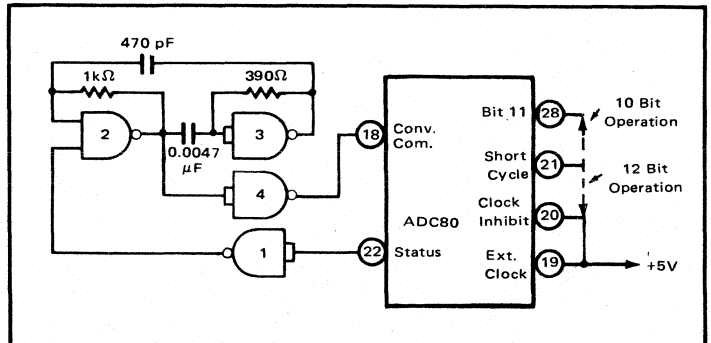 470 pF
1kΩ
390Ω
2
3
0.0047
μF
4
1
18
Conv.
Com.
22
Status
ADC80
Bit 11
28
Short
Cycle
21
Clock
Inhibit
20
Ext.
Clock
19
10 Bit
Operation
12 Bit
Operation
+5V